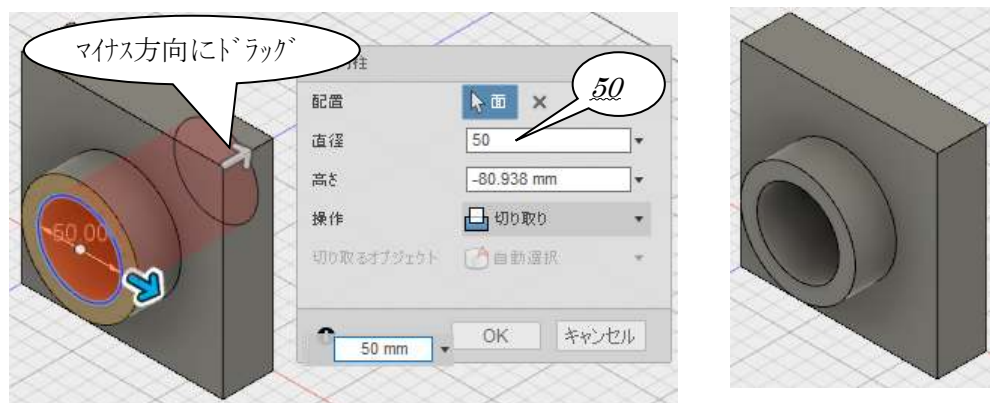 マイナス方向にドラッグ
柱
50
配置
面
直径
50
高さ
-80.938 mm
操作
切り取り
切り取るオブジェクト
自動選択
50 mm
OK
キャンセル